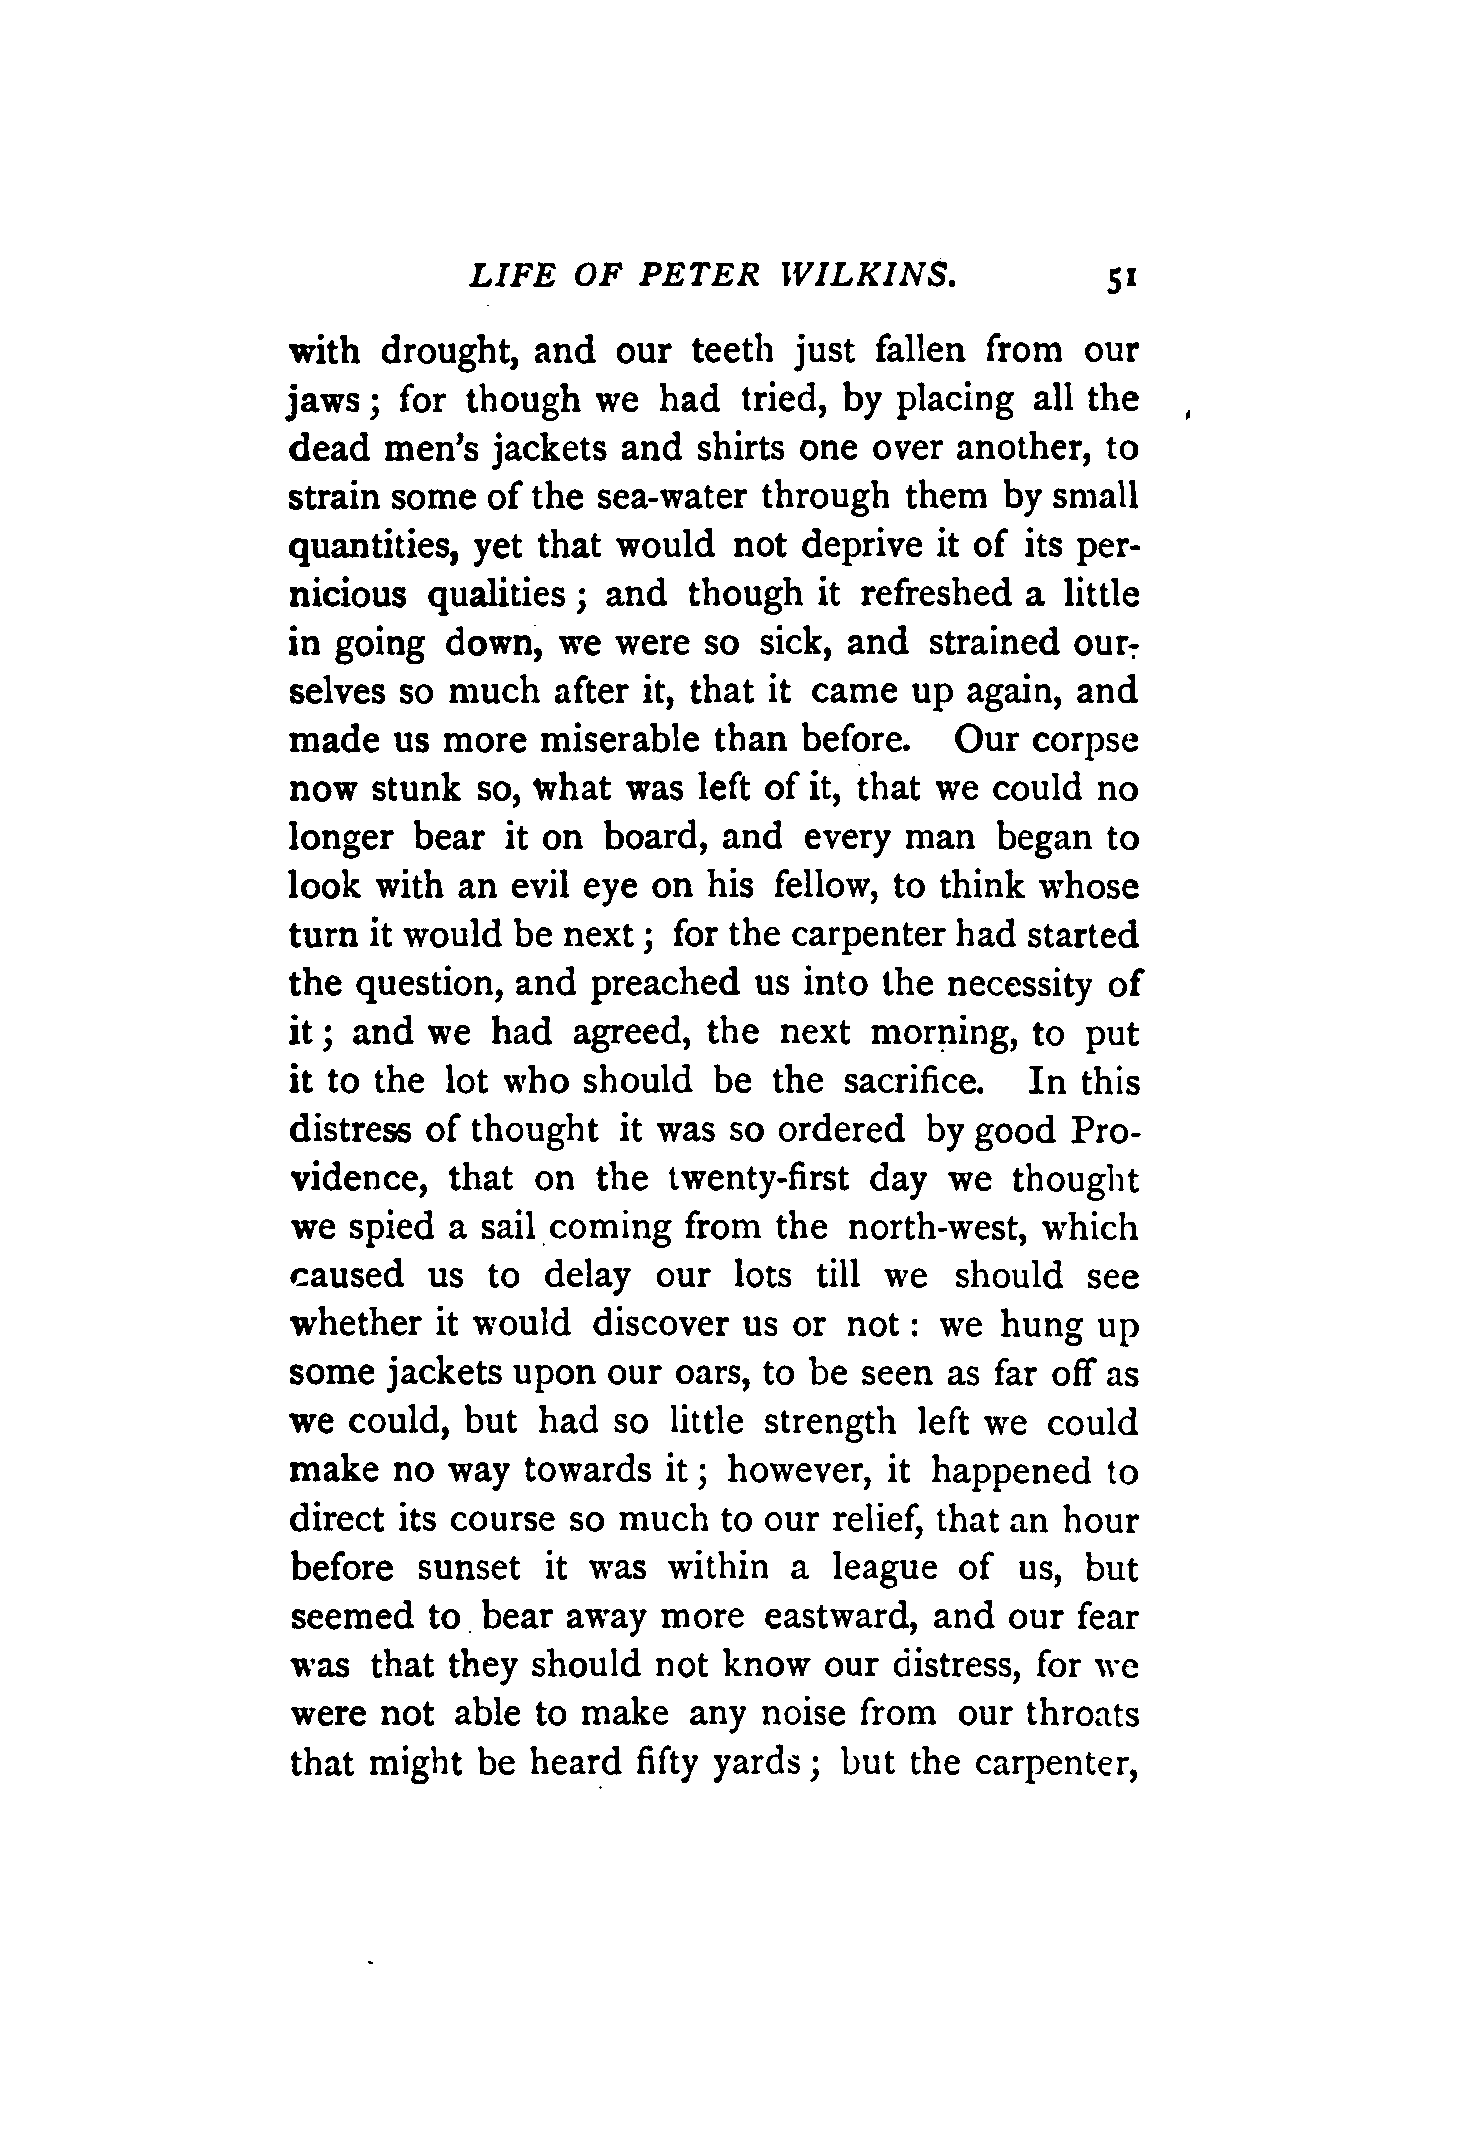 LIFE OF PETER WILKINS. 51
with drought, and our teeth just fallen from our
jaws; for though we had tried, by placing all the
dead men's jackets and shirts one over another, to
strain some of the sea-water through them by small
quantities, yet that would not deprive it of its per-
nicious qualities; and though it refreshed a little
in going down, we were so sick, and strained our-
selves so much after it, that it came up again, and
made us more miserable than before. Our corpse
now stunk so, what was left of it, that we could no
longer bear it on board, and every man began to
look with an evil eye on his fellow, to think whose
turn it would be next; for the carpenter had started
the question, and preached us into the necessity of
it; and we had agreed, the next morning, to put
it to the lot who should be the sacrifice. In this
distress of thought it was so ordered by good Pro-
vidence, that on the twenty-first day we thought
we spied a sail coming from the north-west, which
caused us to delay our lots till we should see
whether it would discover us or not: we hung up
some jackets upon our oars, to be seen as far off as
we could, but had so little strength left we could
make no way towards it; however, it happened to
direct its course so much to our relief, that an hour
before sunset it was within a league of us, but
seemed to bear away more eastward, and our fear
was that they should not know our distress, for we
were not able to make any noise from our throats
that might be heard fifty yards; but the carpenter,